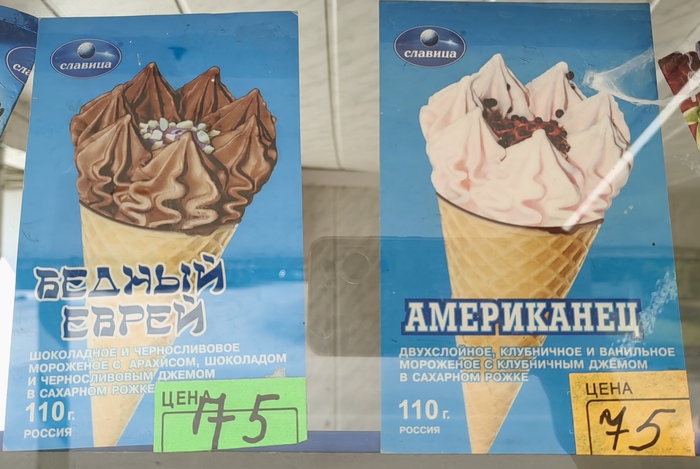 славица
БЕДНЫЙ
ЕВРЕЙ
ШОКОЛАДНОЕ И ЧЕРНОСЛИВОВОЕ
МОРОЖЕНОЕ С АРАХИСОМ, ШОКОЛАДОМ
И ЧЕРНОСЛИВОВЫМ ДЖЕМОМ
В САХАРНОМ РОЖКЕ
110 г.
РОССИЯ
ЦЕНА
75
славица
АМЕРИКАНЕЦ
ДВУХСЛОЙНОЕ, КЛУБНИЧНОЕ И ВАНИЛЬНОЕ
МОРОЖЕНОЕ С КЛУБНИЧНЫМ ДЖЕМОМ
В САХАРНОМ РОЖКЕ
110 г.
РОССИЯ
ЦЕНА
75